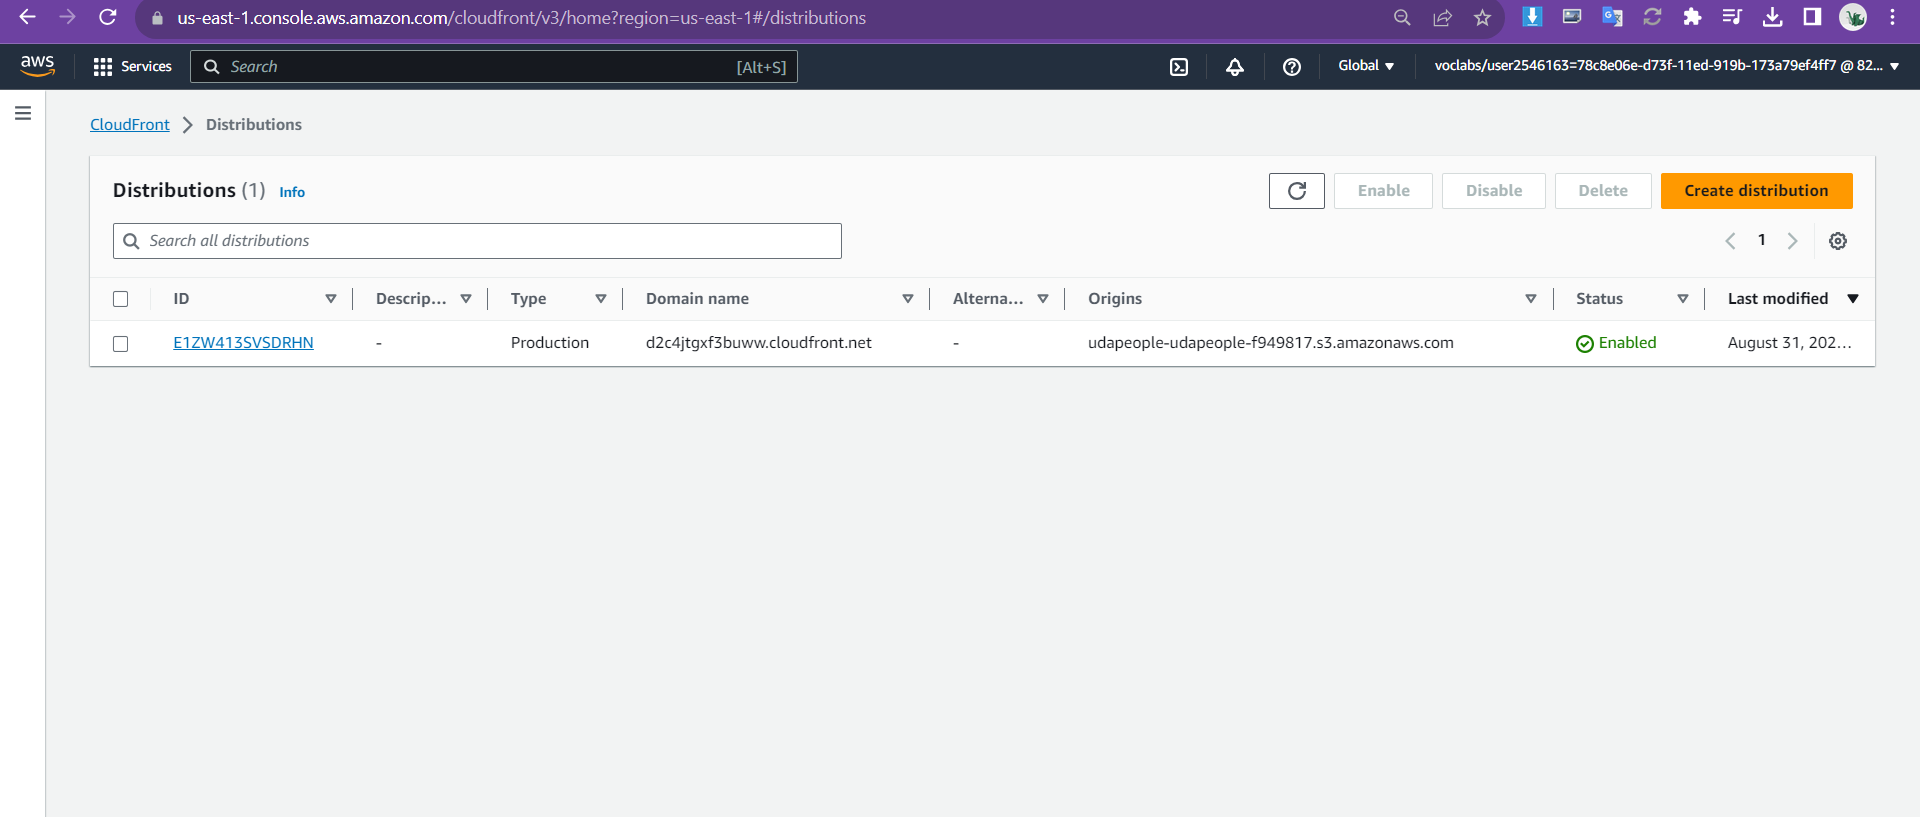 us-east-1.console.aws.amazon.com/cloudfront/v3/home?region=us-east-1#/distributions
aws Services Search [Alt+S] Global voclabs/user2546163=78c8e06e-d73f-11ed-919b-173a79ef4ff7 @ 82...
CloudFront Distributions
Distributions (1) Info Enable Disable Delete Create distribution
Search all distributions 1
ID Descrip... Type Domain name Alterna... Origins Status Last modified
E1ZW413SVSDRHN - Production d2c4jtgxf3buww.cloudfront.net - udapeople-udapeople-f949817.s3.amazonaws.com Enabled August 31, 202...